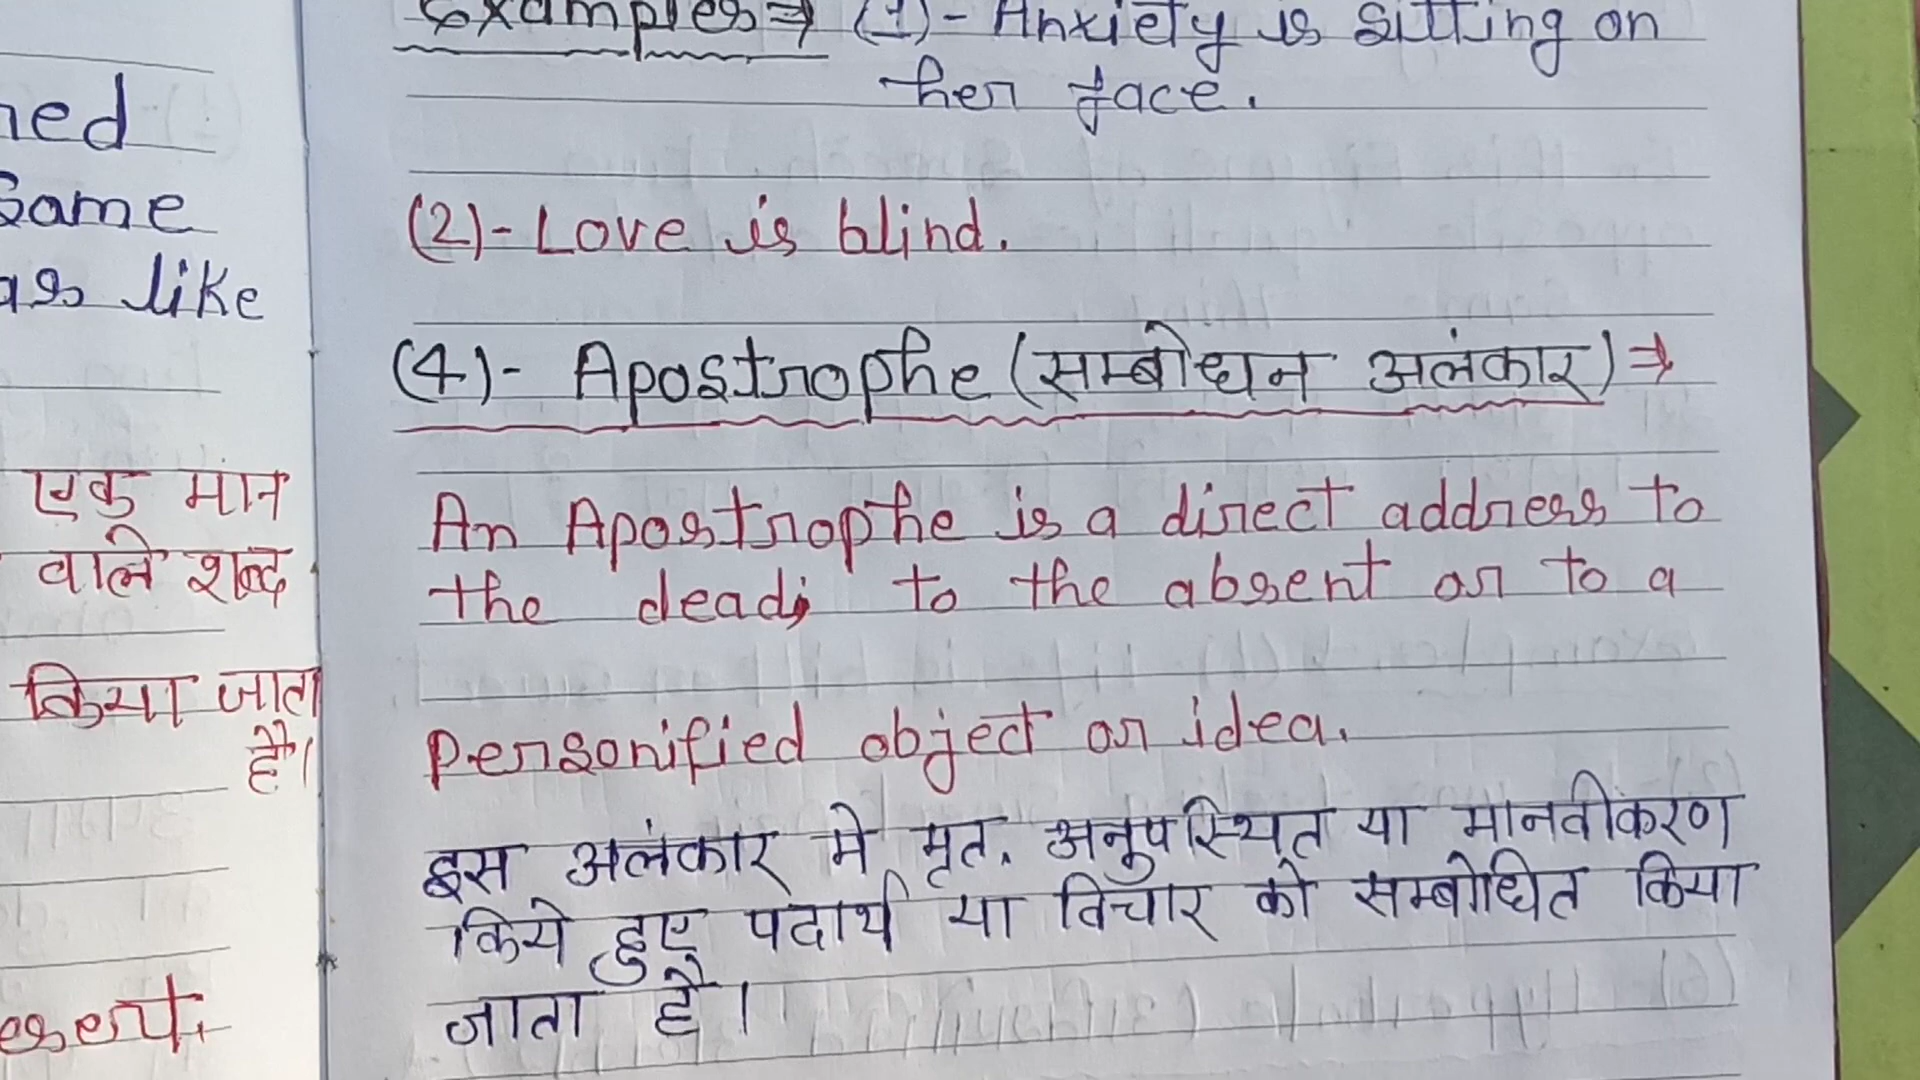 ned
Same
as like
एक मान
वाले शब्द
किया जाता
है।
esent.
Examples⇒ (1)- Anxiety is sitting on
her face.
(2)- Love is blind.
(4)- Apostrophe (सम्बोधन अलंकार)⇒
An Apostrophe is a direct address to
the dead, to the absent or to a
Personified object or idea.
इस अलंकार मे मृत, अनुपस्थित या मानवीकरण
किये हुए पदार्थ या विचार को सम्बोधित किया
जाता है।